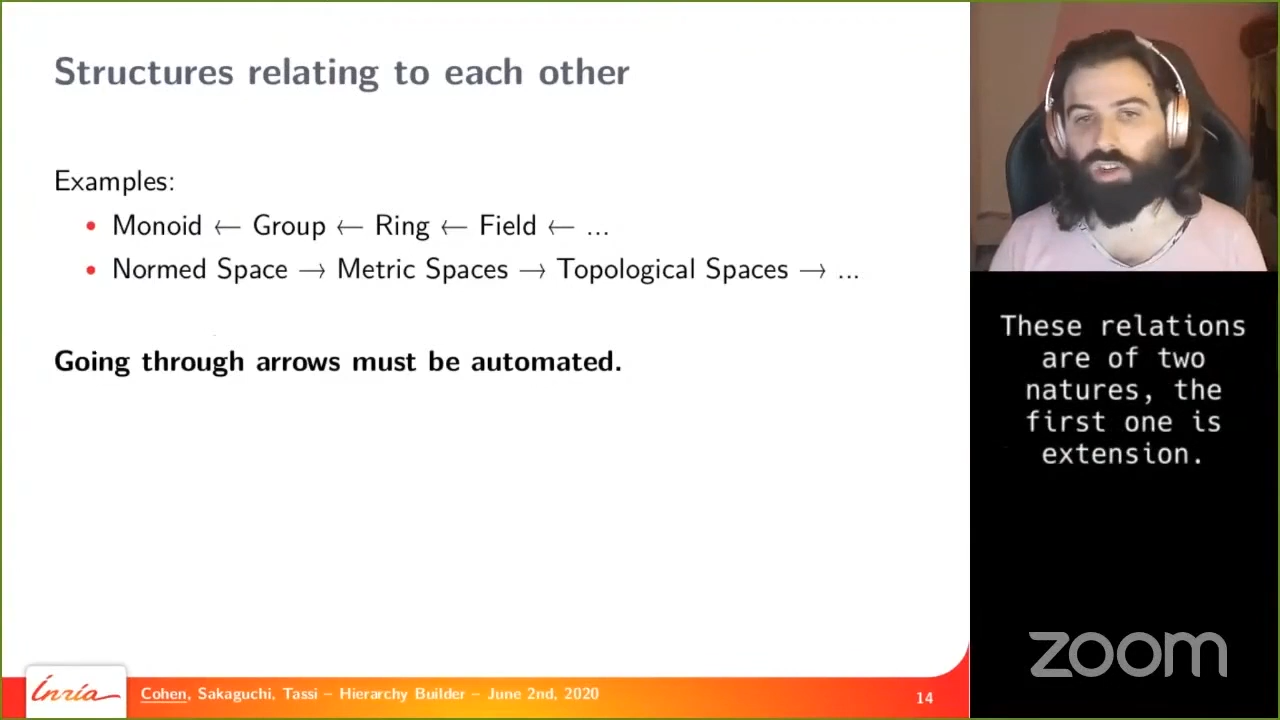 Structures relating to each other
Examples:
• Monoid ← Group ← Ring ← Field ← ...
• Normed Space → Metric Spaces → Topological Spaces → ...
Going through arrows must be automated.
These relations
are of two
natures, the
first one is
extension.
zoom
Inria
Cohen, Sakaguchi, Tassi – Hierarchy Builder – June 2nd, 2020
14